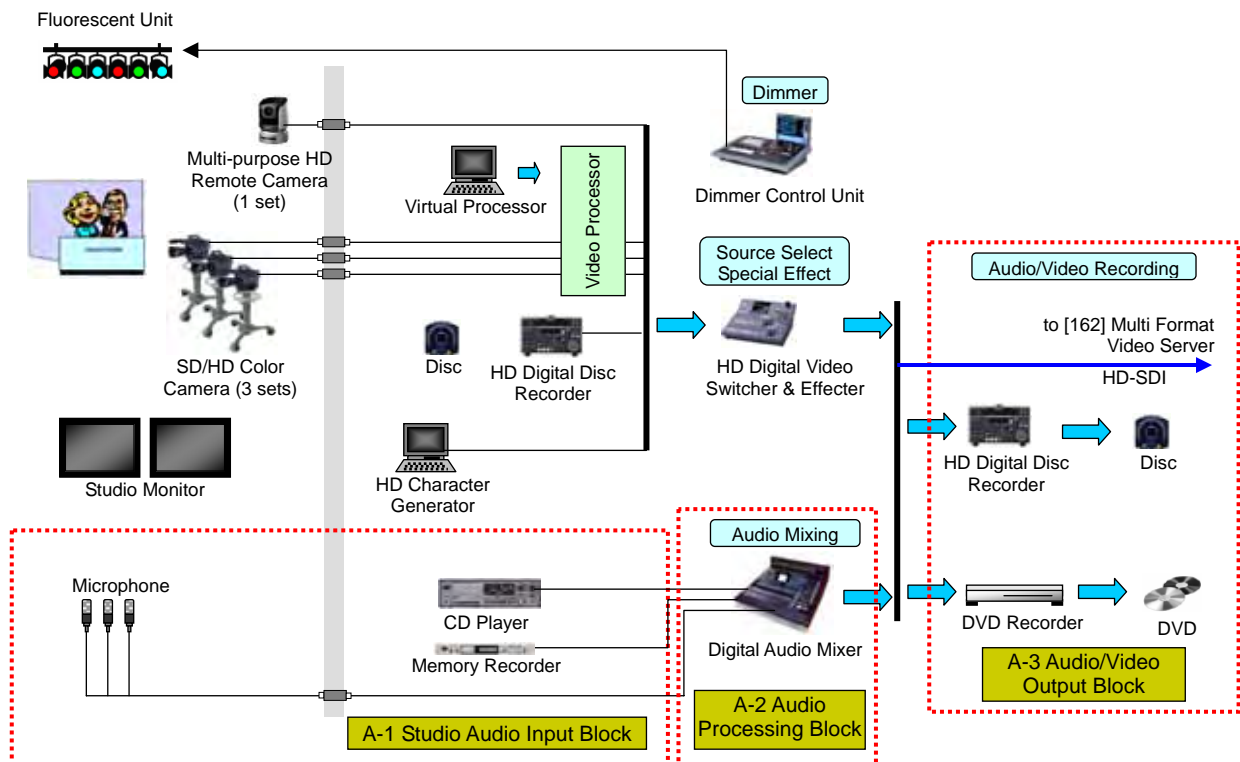 Fluorescent Unit
Dimmer
Dimmer Control Unit
Multi-purpose HD
Remote Camera
(1 set)
Virtual Processor
Video Processor
SD/HD Color
Camera (3 sets)
Disc
HD Digital Disc
Recorder
Source Select
Special Effect
HD Digital Video
Switcher & Effecter
Audio/Video Recording
to [162] Multi Format
Video Server
HD-SDI
HD Digital Disc
Recorder
Disc
Studio Monitor
HD Character
Generator
Audio Mixing
Microphone
CD Player
Memory Recorder
Digital Audio Mixer
DVD Recorder
DVD
A-1 Studio Audio Input Block
A-2 Audio
Processing Block
A-3 Audio/Video
Output Block